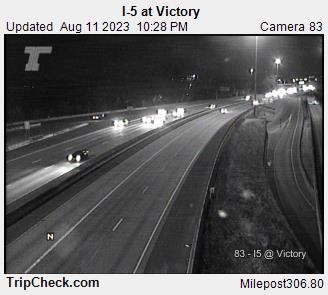 I-5 at Victory
Updated Aug 11 2023 10:28 PM Camera 83
T
N
83 - I5 @ Victory
TripCheck.com Milepost306.80